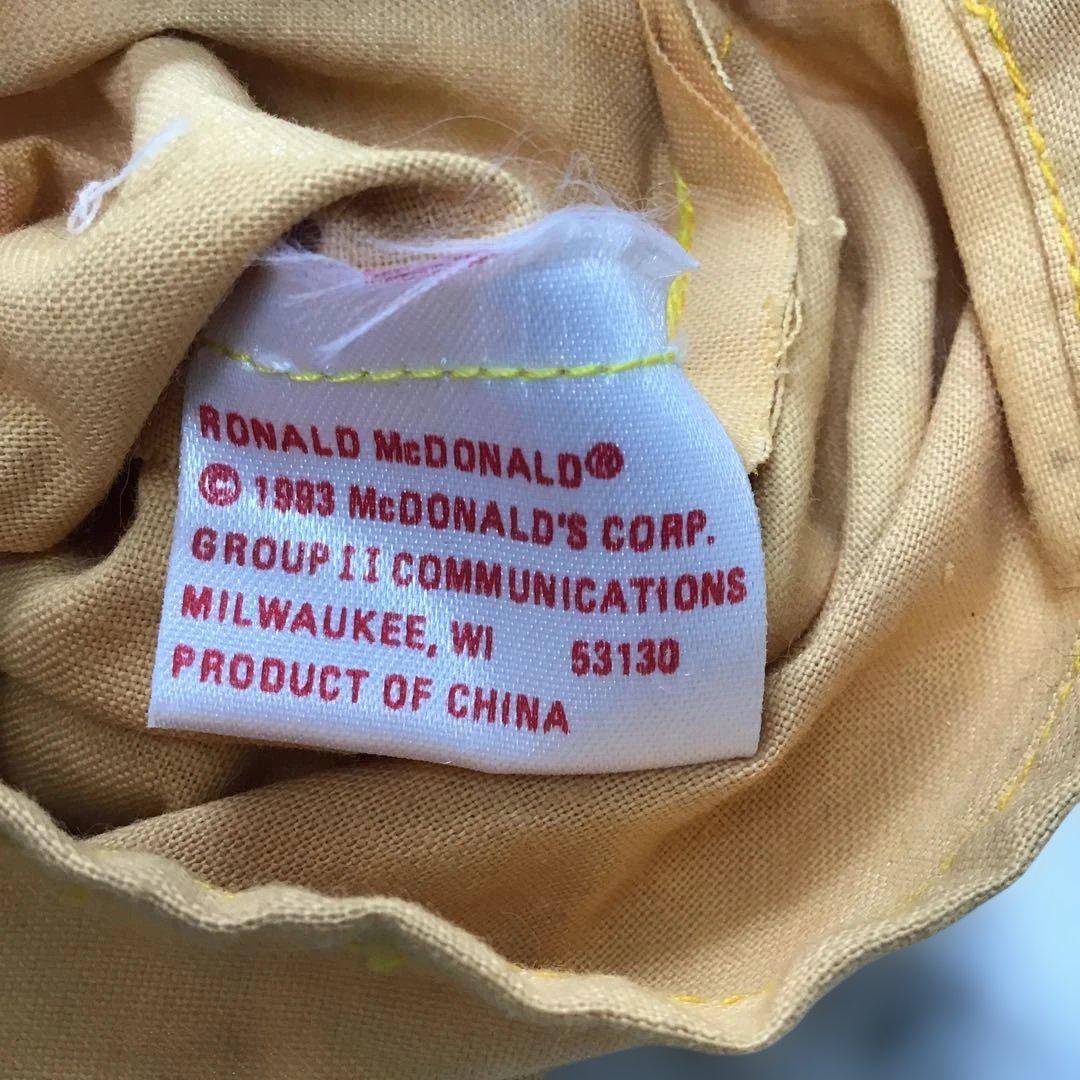 RONALD McDONALD®
© 1993 McDONALD'S CORP.
GROUP II COMMUNICATIONS
MILWAUKEE, WI 53130
PRODUCT OF CHINA